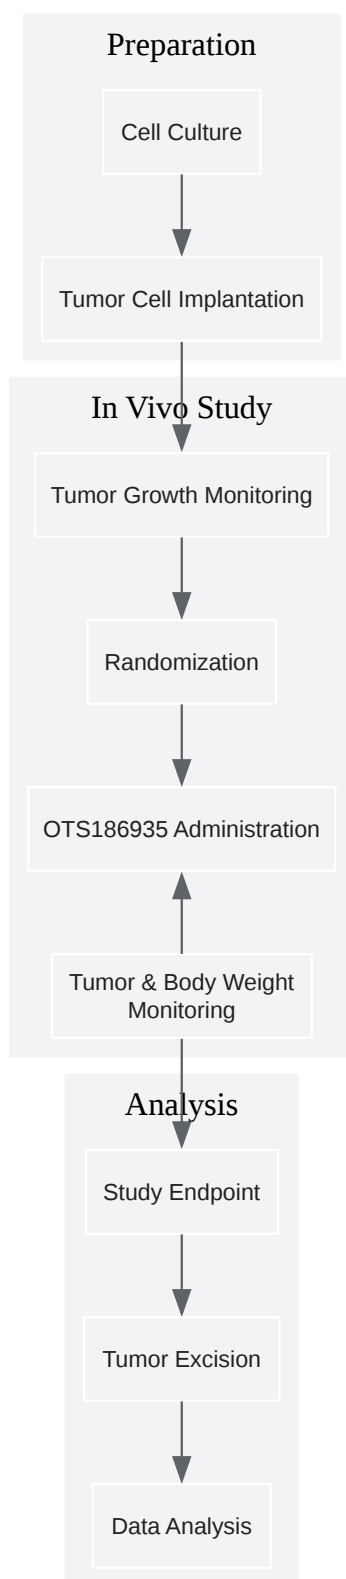 Preparation
Cell Culture
Tumor Cell Implantation
In Vivo Study
Tumor Growth Monitoring
Randomization
OTS186935 Administration
Tumor & Body Weight
Monitoring
Analysis
Study Endpoint
Tumor Excision
Data Analysis